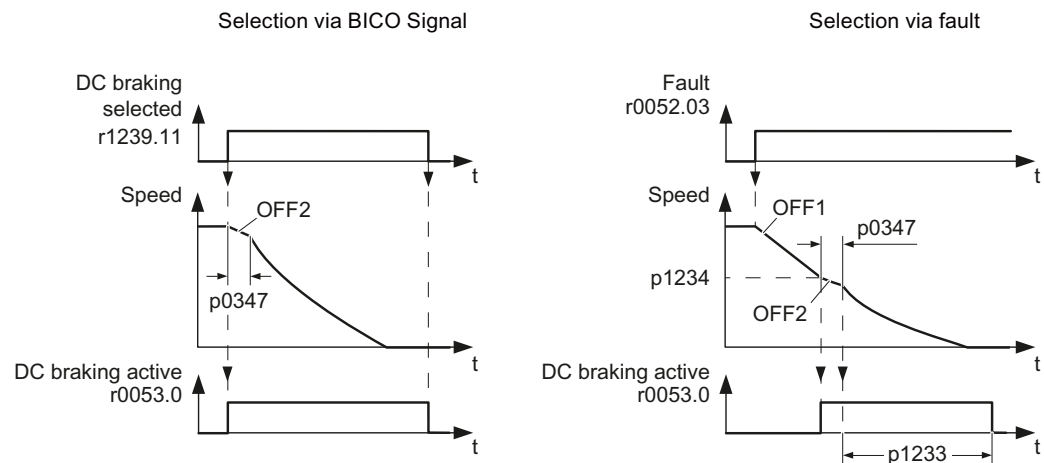 Selection via BICO Signal
DC braking
selected
r1239.11
t
Speed
OFF2
p0347
t
DC braking active
r0053.0
t
Selection via fault
Fault
r0052.03
t
Speed
OFF1
p0347
p1234
OFF2
t
DC braking active
r0053.0
t
p1233